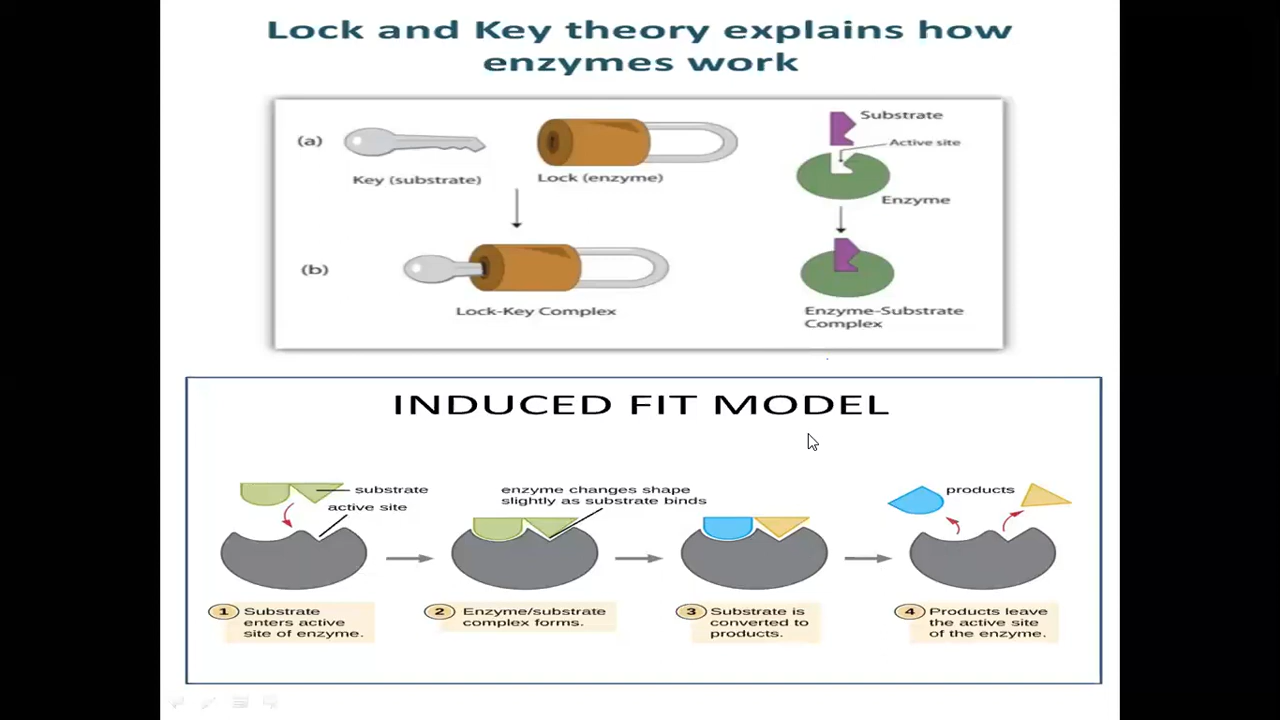 Lock and Key theory explains how
enzymes work
(a)
Key (substrate)
Lock (enzyme)
Substrate
Active site
Enzyme
(b)
Lock-Key Complex
Enzyme-Substrate
Complex
INDUCED FIT MODEL
substrate
active site
enzyme changes shape
slightly as substrate binds
products
1 Substrate
enters active
site of enzyme.
2 Enzyme/substrate
complex forms.
3 Substrate is
converted to
products.
4 Products leave
the active site
of the enzyme.